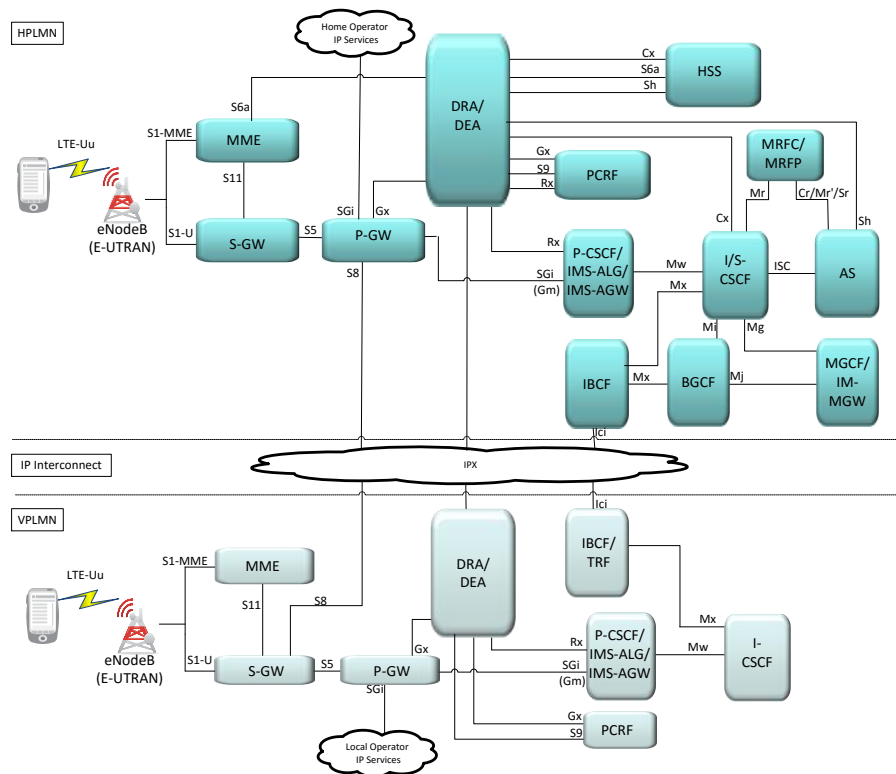 HPLMN
Home Operator
IP Services
Cx
S6a
Sh
HSS
DRA/
DEA
S6a
S1-MME
MME
LTE-Uu
MRFC/
MRFP
Gx
S9
Rx
PCRF
S11
Mr
Cr/Mr'/Sr
eNodeB
(E-UTRAN)
S1-U
S-GW
S5
SGi
Gx
P-GW
S8
Cx
Sh
Rx
SGi
(Gm)
P-CSCF/
IMS-ALG/
IMS-AGW
Mw
Mx
I/S-
CSCF
ISC
AS
Mi
Mg
IBCF
Mx
BGCF
Mj
MGCF/
IM-
MGW
Ici
IP Interconnect
IPX
VPLMN
Ici
S1-MME
MME
LTE-Uu
DRA/
DEA
IBCF/
TRF
S11
S8
eNodeB
(E-UTRAN)
S1-U
S-GW
S5
P-GW
Gx
SGi
Rx
SGi
(Gm)
P-CSCF/
IMS-ALG/
IMS-AGW
Mx
Mw
I-
CSCF
Gx
S9
PCRF
Local Operator
IP Services